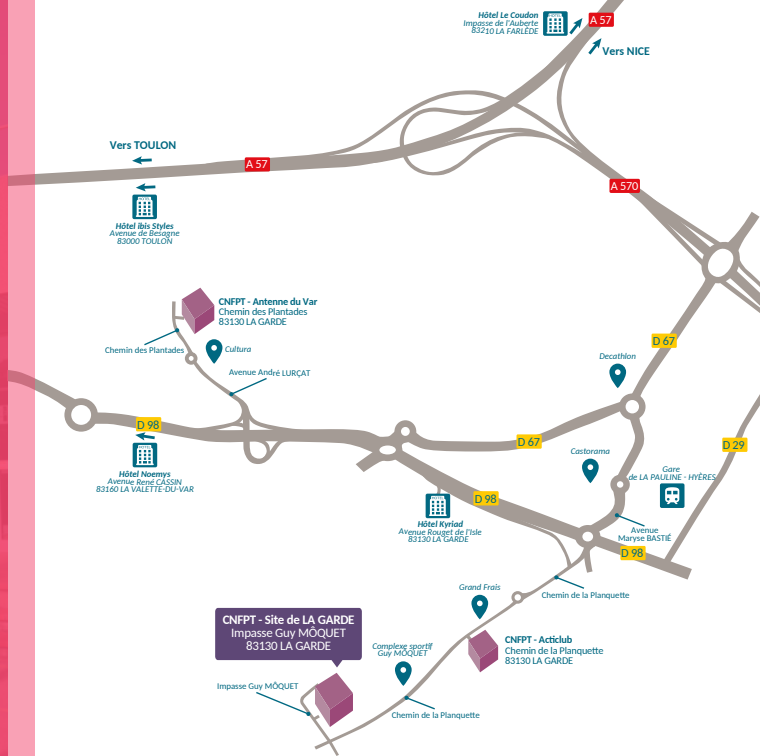 Hôtel Le Coudon
Impasse de l'Auberte
83210 LA FARLÈDE
HOTEL
A 57
Vers NICE
Vers TOULON
A 57
A 570
HOTEL
Hôtel ibis Styles
Avenue de Besagne
83000 TOULON
CNFPT - Antenne du Var
Chemin des Plantades
83130 LA GARDE
Chemin des Plantades
Cultura
D 67
Decathlon
Avenue André LURÇAT
D 98
D 67
D 29
HOTEL
Hôtel Noemys
Avenue René CASSIN
83160 LA VALETTE-DU-VAR
Castorama
Gare
de LA PAULINE - HYÈRES
D 98
HOTEL
Hôtel Kyriad
Avenue Rouget de l'Isle
83130 LA GARDE
Avenue
Maryse BASTIÉ
D 98
Grand Frais
Chemin de la Planquette
CNFPT - Site de LA GARDE
Impasse Guy MÔQUET
83130 LA GARDE
Complexe sportif
Guy MÔQUET
CNFPT - Acticlub
Chemin de la Planquette
83130 LA GARDE
Impasse Guy MÔQUET
Chemin de la Planquette